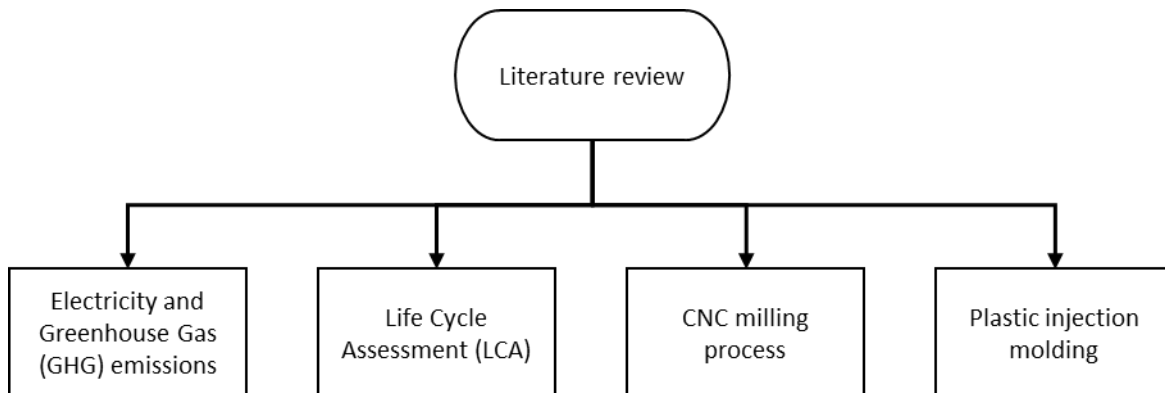 Literature review
Electricity and
Greenhouse Gas
(GHG) emissions
Life Cycle
Assessment (LCA)
CNC milling
process
Plastic injection
molding